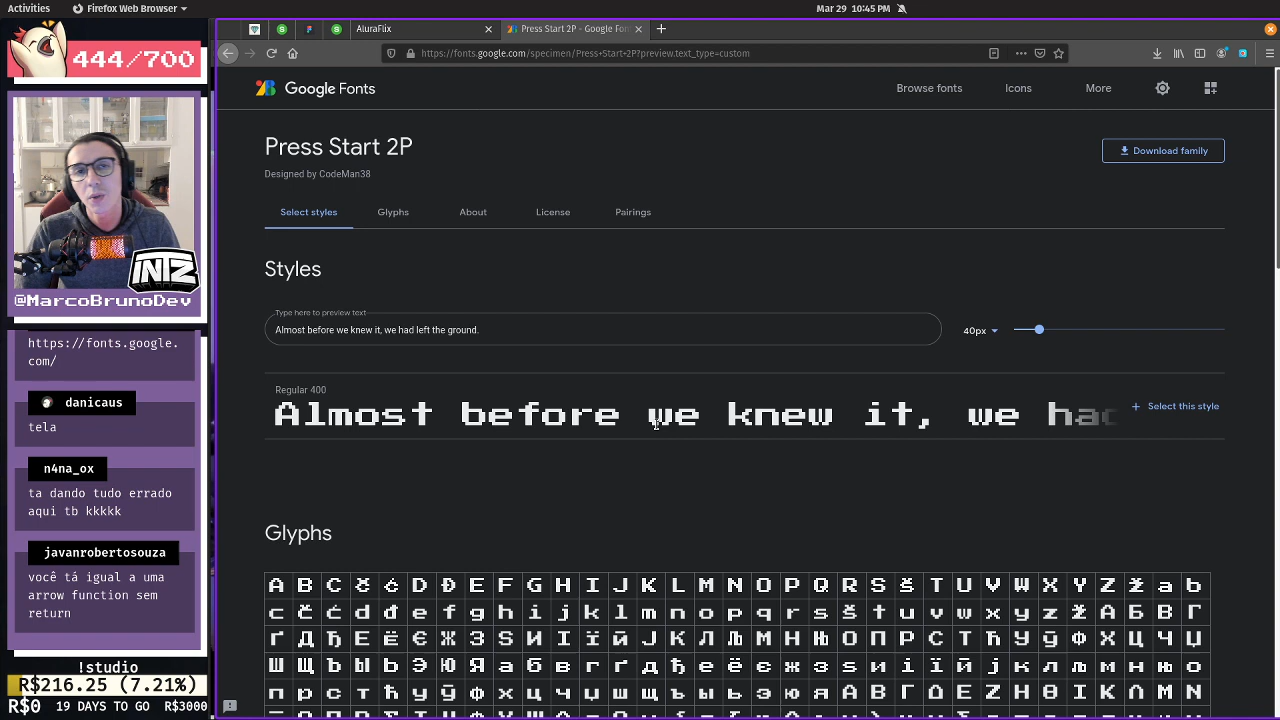 Activities
Firefox Web Browser
Mar 29 10:45 PM
444/700
AluraFlix
Press Start 2P - Google Fon
https://fonts.google.com/specimen/Press+Start+2P?preview.text_type=custom
Google Fonts
Browse fonts
Icons
More
Press Start 2P
Designed by CodeMan38
Download family
Select styles
Glyphs
About
License
Pairings
INTZ
@MarcoBrunoDev
Styles
Type here to preview text
Almost before we knew it, we had left the ground.
40px
Regular 400
Almost before we knew it, we had
Select this style
https://fonts.google.
com/
danicaus
tela
n4na_ox
ta dando tudo errado
aqui tb kkkkk
javanrobertosouza
você tá igual a uma
arrow function sem
return
Glyphs
A B C Č Ć D Đ E F G H I J K L M N O P Q R S Š T U V W X Y Z Ž a b
c č ć d đ e f g h i j k l m n o p q r s š t u v w x y z ž А Б В Г
Ґ Д Ђ Е Ё Є Ж З Ѕ И І Ї Й Ј К Л Љ М Н Њ О П Р С Т Ћ У Ў Ф Х Ц Ч Џ
Ш Щ Ъ Ы Ь Э Ю Я а б в г ґ д ђ е ё є ж з ѕ и і ї й ј к л љ м н њ о
п р с т ћ у ў ф х ц ч џ ш щ ъ ы ь э ю я Α Β Γ Δ Ε Ζ Η Θ Ι Κ Λ Μ Ν
!studio
R$216.25 (7.21%)
R$0
19 DAYS TO GO
R$3000